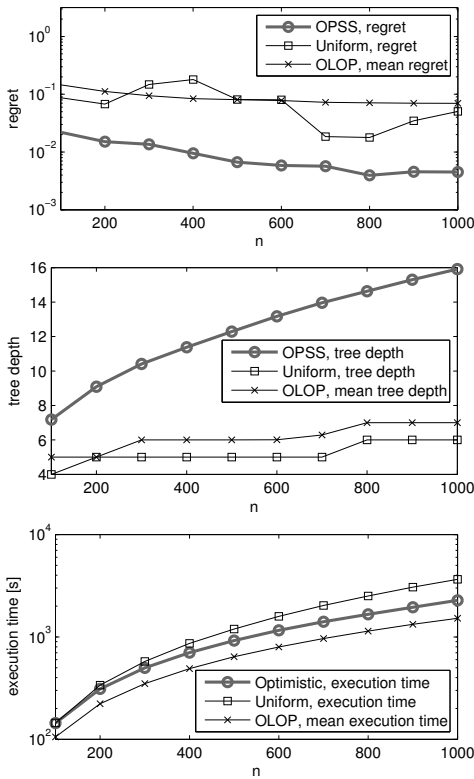 OPSS, regret
Uniform, regret
OLOP, mean regret
10^0
10^-1
10^-2
10^-3
regret
200 400 600 800 1000
n
16
14
12
10
8
6
4
tree depth
OPSS, tree depth
Uniform, tree depth
OLOP, mean tree depth
200 400 600 800 1000
n
10^4
10^3
10^2
execution time [s]
Optimistic, execution time
Uniform, execution time
OLOP, mean execution time
200 400 600 800 1000
n